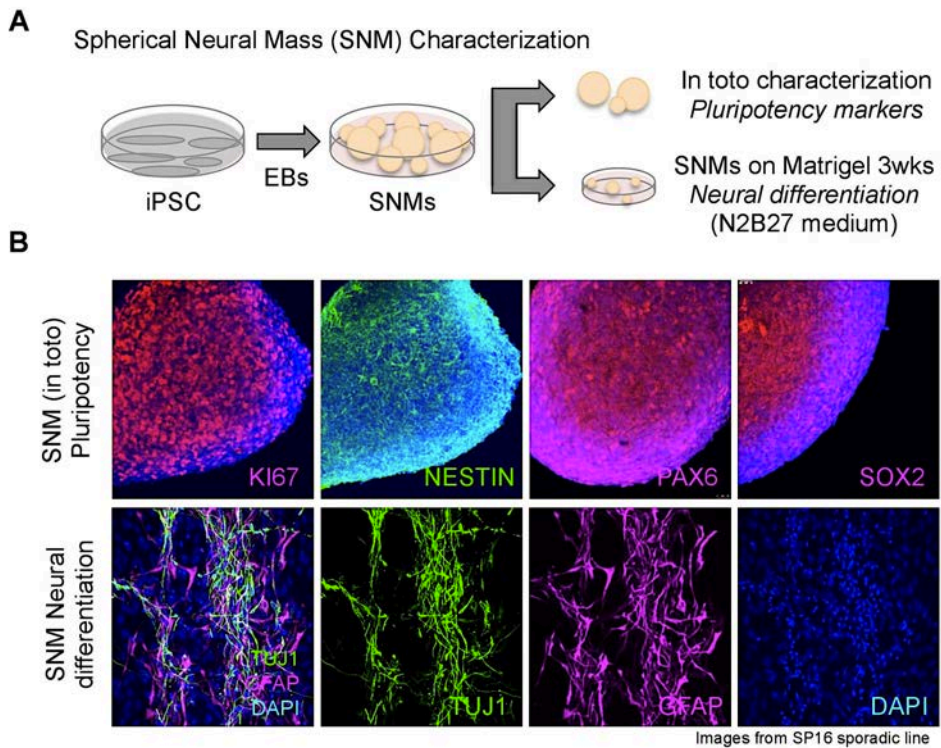 A
Spherical Neural Mass (SNM) Characterization
iPSC
EBs
SNMs
In toto characterization
Pluripotency markers
SNMs on Matrigel 3wks
Neural differentiation
(N2B27 medium)
B
SNM (in toto)
Pluripotency
KI67
NESTIN
PAX6
SOX2
SNM Neural
differentiation
TUJ1
GFAP
DAPI
TUJ1
GFAP
DAPI
Images from SP16 sporadic line